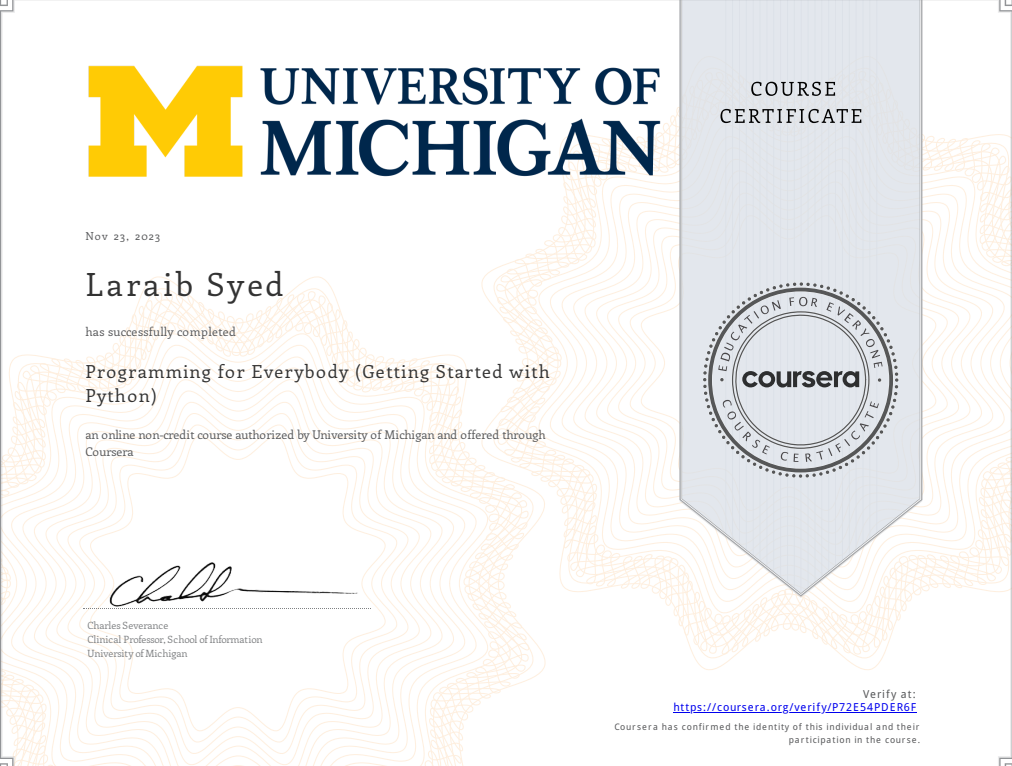 UNIVERSITY OF
MICHIGAN
COURSE
CERTIFICATE
Nov 23, 2023
Laraib Syed
has successfully completed
Programming for Everybody (Getting Started with
Python)
an online non-credit course authorized by University of Michigan and offered through
Coursera
EDUCATION FOR EVERYONE
coursera
COURSE CERTIFICATE
Charles Severance
Clinical Professor, School of Information
University of Michigan
Verify at:
https://coursera.org/verify/P72E54PDER6F
Coursera has confirmed the identity of this individual and their
participation in the course.